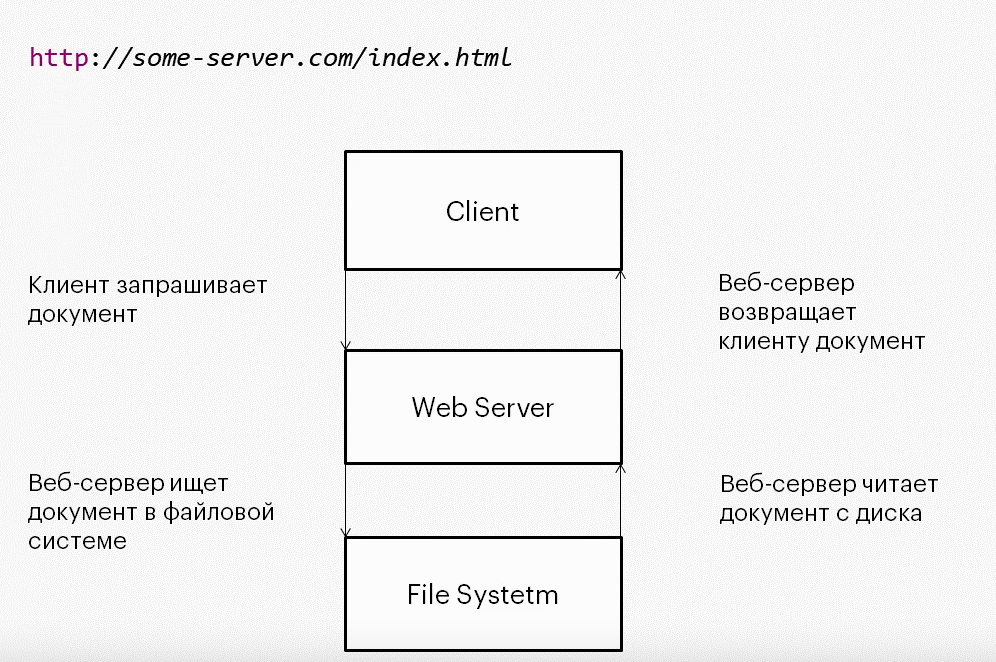 http://some-server.com/index.html
Client
Клиент запрашивает
документ
Веб-сервер
возвращает
клиенту документ
Web Server
Веб-сервер ищет
документ в файловой
системе
Веб-сервер читает
документ с диска
File Systetm